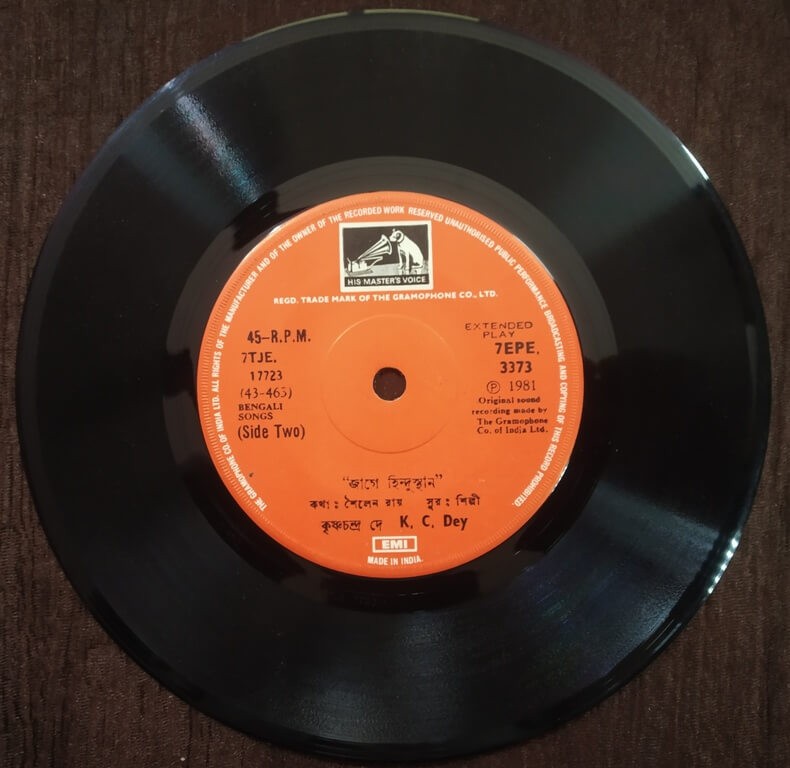 THE GRAMOPHONE CO. OF INDIA LTD. ALL RIGHTS OF THE MANUFACTURER AND OF THE OWNER OF THE RECORDED WORK RESERVED UNAUTHORISED PUBLIC PERFORMANCE BROADCASTING AND COPYING OF THIS RECORD PROHIBITED.
HIS MASTER'S VOICE
REGD. TRADE MARK OF THE GRAMOPHONE CO., LTD.
45-R.P.M.
7TJE.
17723
(43-463)
BENGALI
SONGS
(Side Two)
EXTENDED
PLAY
7EPE.
3373
Ⓟ 1981
Original sound
recording made by
The Gramophone
Co. of India Ltd.
"জাগে হিন্দুস্থান"
কথা : শৈলেন রায় সুর : শিল্পী
কৃষ্ণচন্দ্র দে K. C. Dey
EMI
MADE IN INDIA.